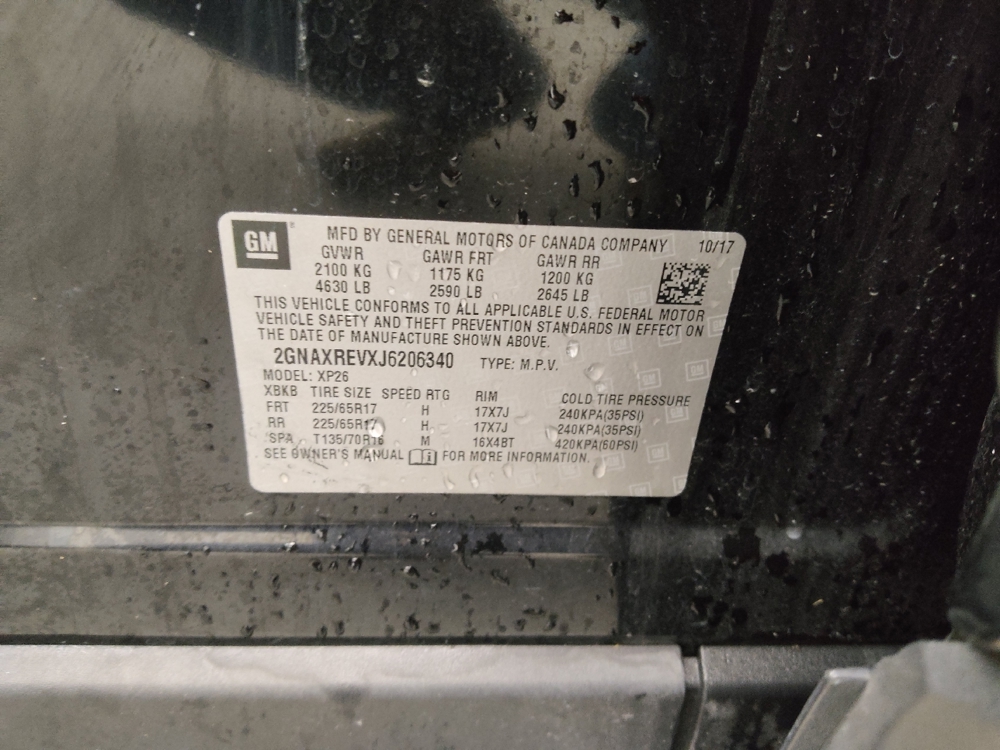 GM MFD BY GENERAL MOTORS OF CANADA COMPANY 10/17
GVWR GAWR FRT GAWR RR
2100 KG 1175 KG 1200 KG
4630 LB 2590 LB 2645 LB
THIS VEHICLE CONFORMS TO ALL APPLICABLE U.S. FEDERAL MOTOR
VEHICLE SAFETY AND THEFT PREVENTION STANDARDS IN EFFECT ON
THE DATE OF MANUFACTURE SHOWN ABOVE.
2GNAXREVXJ6206340 TYPE: M.P.V.
MODEL: XP26
XBKB TIRE SIZE SPEED RTG RIM COLD TIRE PRESSURE
FRT 225/65R17 H 17X7J 240KPA(35PSI)
RR 225/65R17 H 17X7J 240KPA(35PSI)
SPA T135/70R16 M 16X4BT 420KPA(60PSI)
SEE OWNER'S MANUAL i FOR MORE INFORMATION.